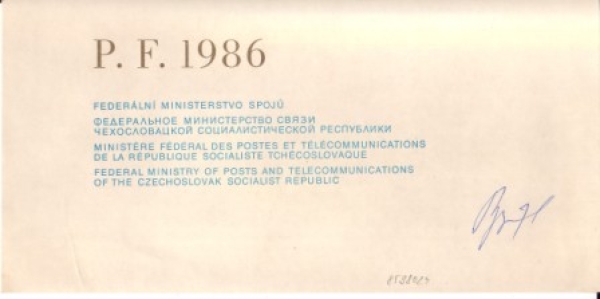 P. F. 1986
FEDERÁLNÍ MINISTERSTVO SPOJŮ
ФЕДЕРАЛЬНОЕ МИНИСТЕРСТВО СВЯЗИ
ЧЕХОСЛОВАЦКОЙ СОЦИАЛИСТИЧЕСКОЙ РЕСПУБЛИКИ
MINISTÈRE FÉDÉRAL DES POSTES ET TÉLÉCOMMUNICATIONS
DE LA RÉPUBLIQUE SOCIALISTE TCHÉCOSLOVAQUE
FEDERAL MINISTRY OF POSTS AND TELECOMMUNICATIONS
OF THE CZECHOSLOVAK SOCIALIST REPUBLIC